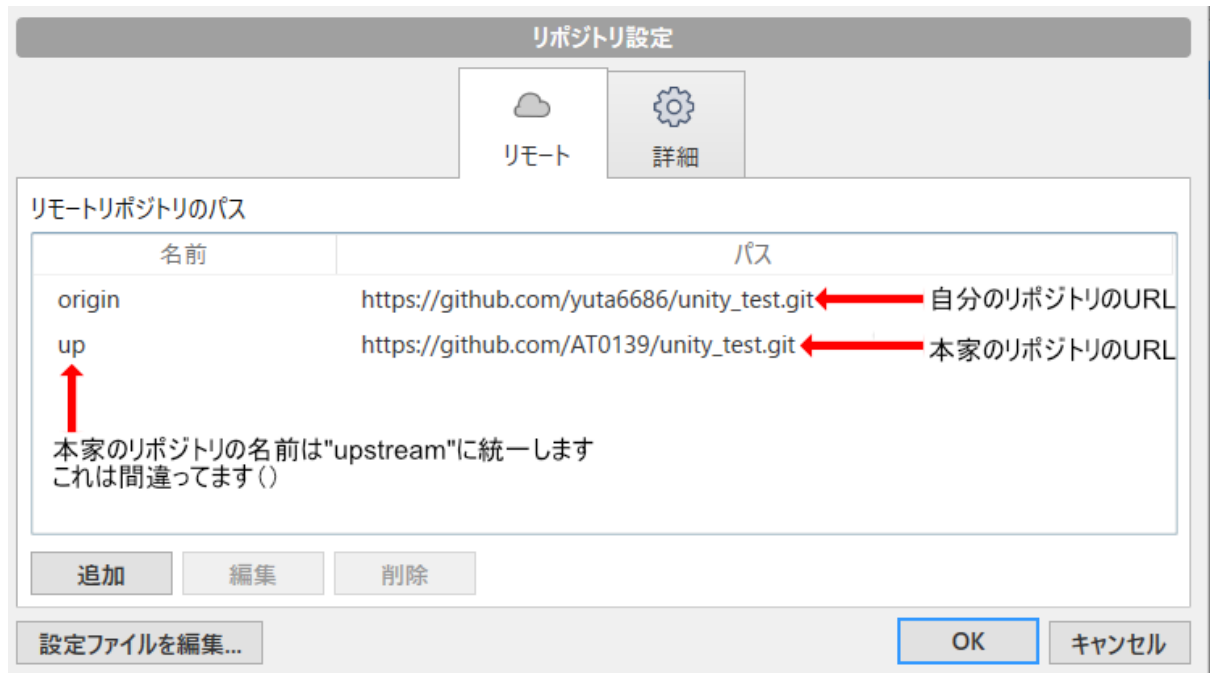 リポジトリ設定
リモート
詳細
リモートリポジトリのパス
名前
パス
origin
https://github.com/yuta6686/unity_test.git
自分のリポジトリのURL
up
https://github.com/AT0139/unity_test.git
本家のリポジトリのURL
本家のリポジトリの名前は"upstream"に統一します
これは間違ってます()
追加
編集
削除
設定ファイルを編集...
OK
キャンセル